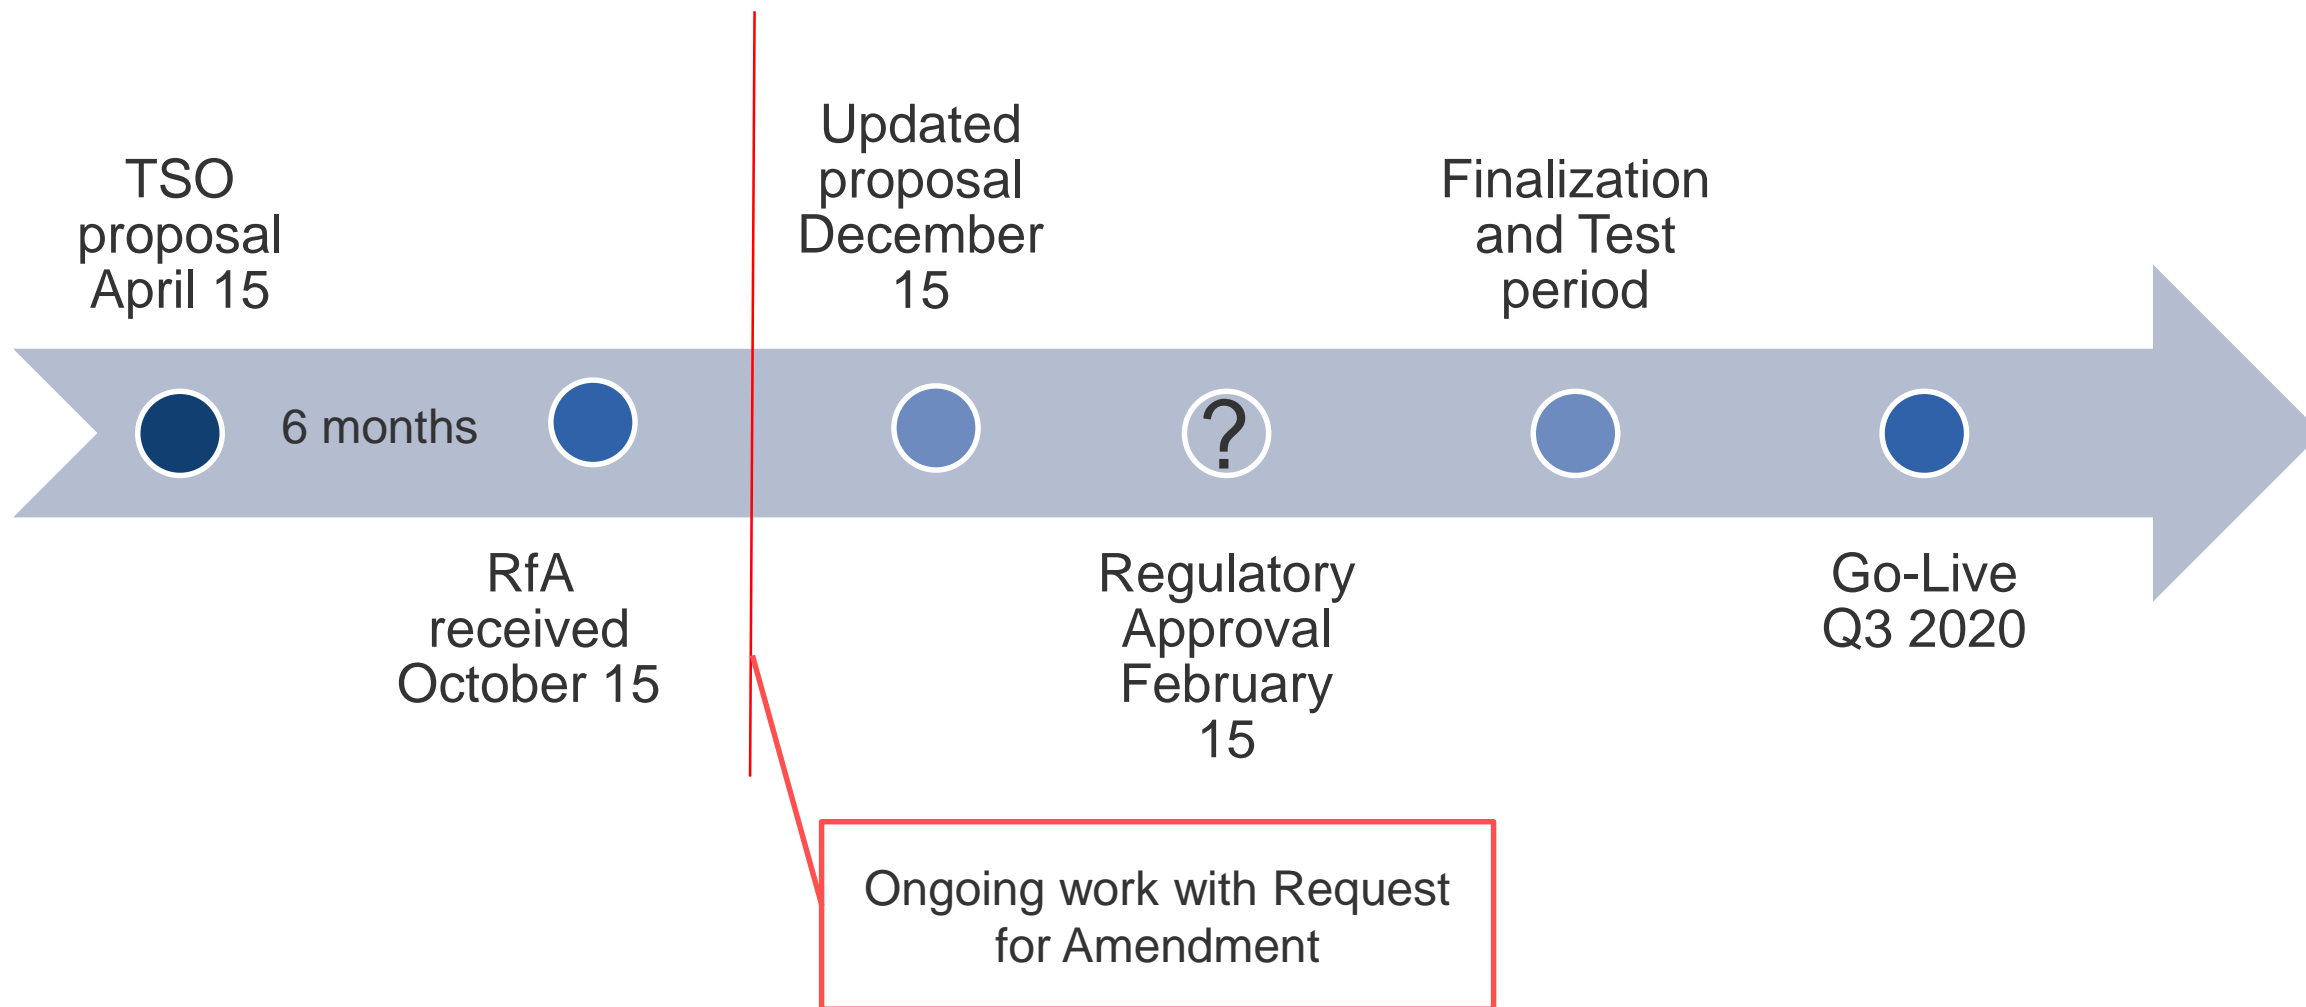 TSO
proposal
April 15
Updated
proposal
December
15
Finalization
and Test
period
6 months
?
RfA
received
October 15
Regulatory
Approval
February
15
Go-Live
Q3 2020
Ongoing work with Request
for Amendment